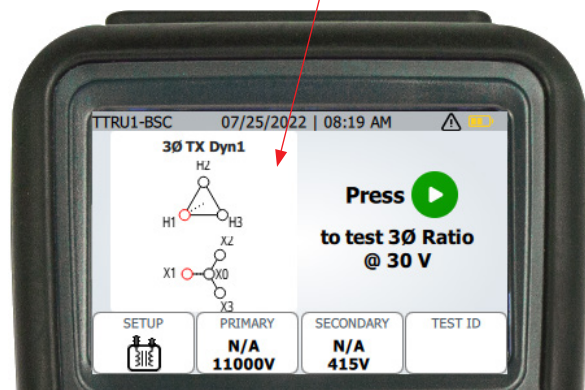 TTRU1-BSC 07/25/2022 | 08:19 AM
3Ø TX Dyn1
H2
H1 H3
X2
X1 X0
X3
Press
to test 3Ø Ratio
@ 30 V
SETUP PRIMARY SECONDARY TEST ID
N/A N/A
11000V 415V